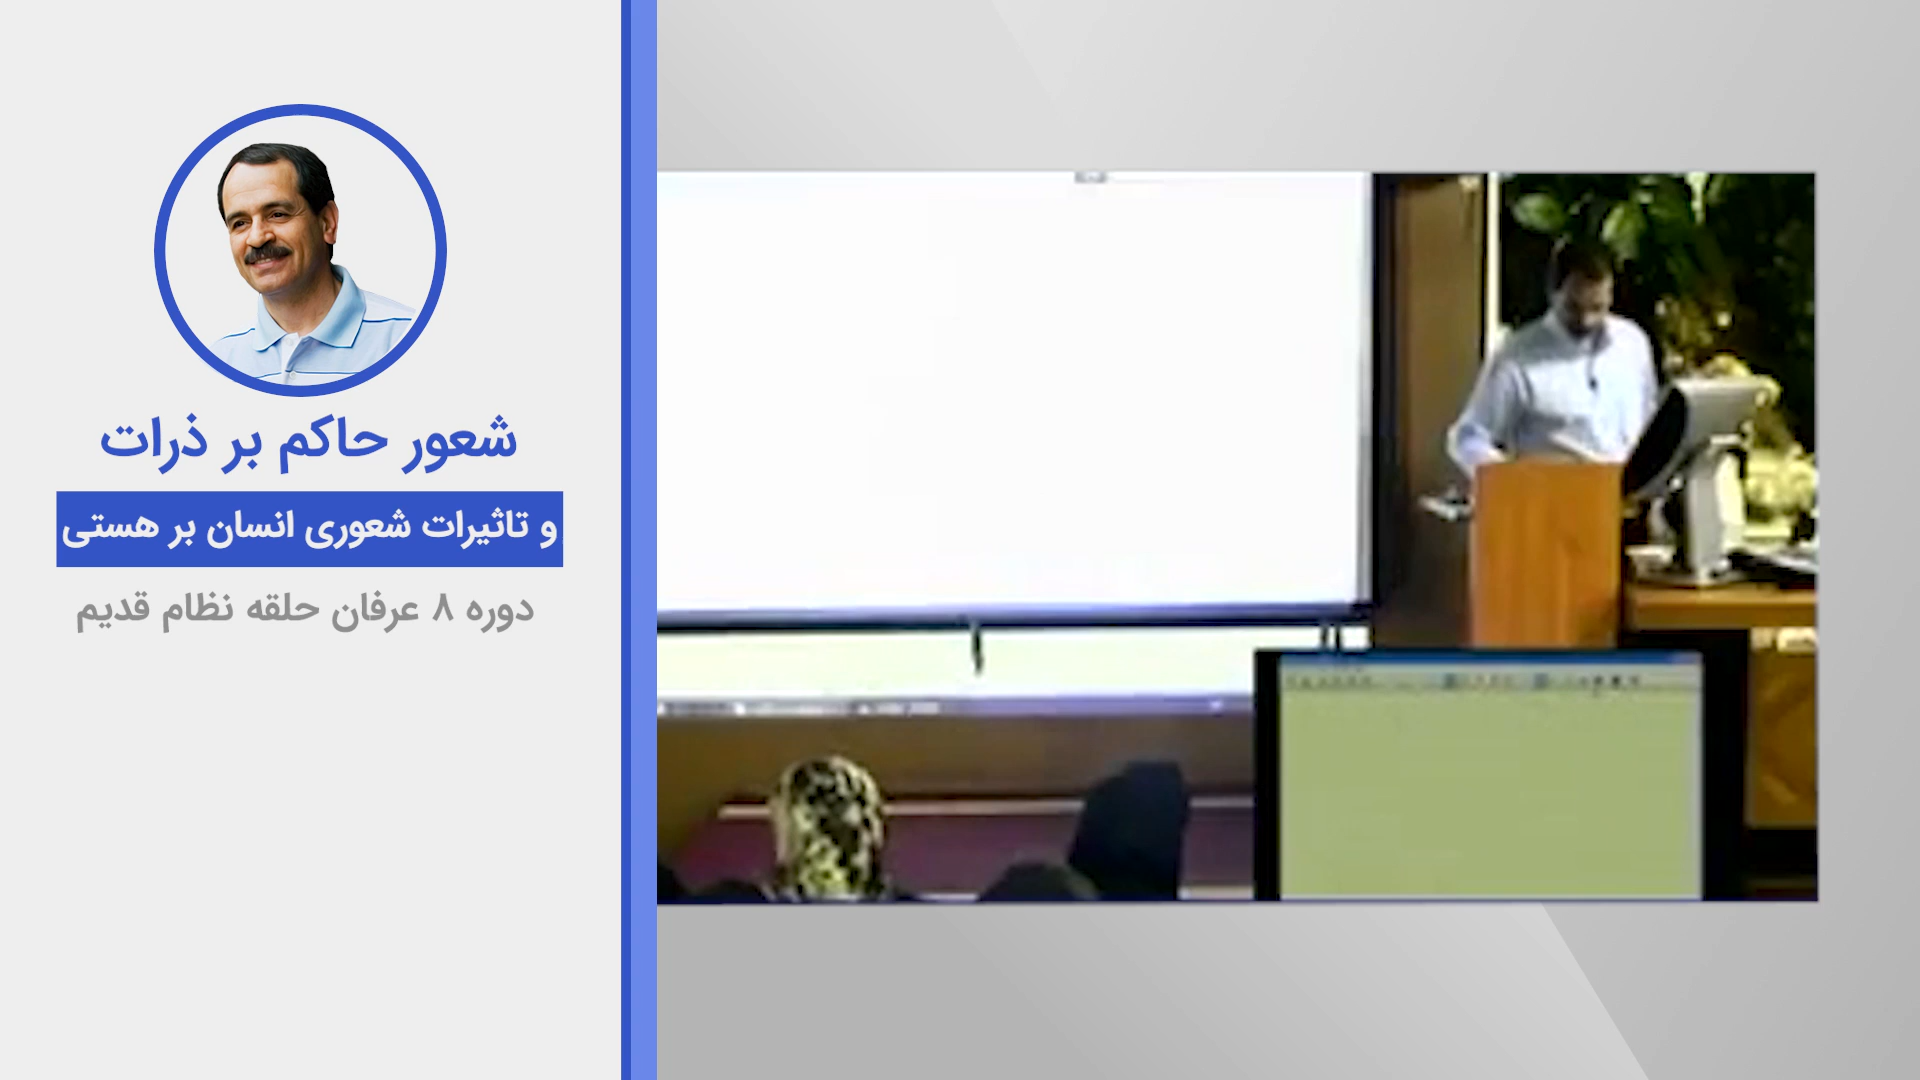 شعور حاکم بر ذرات
و تاثیرات شعوری انسان بر هستی
دوره ۸ عرفان حلقه نظام قدیم